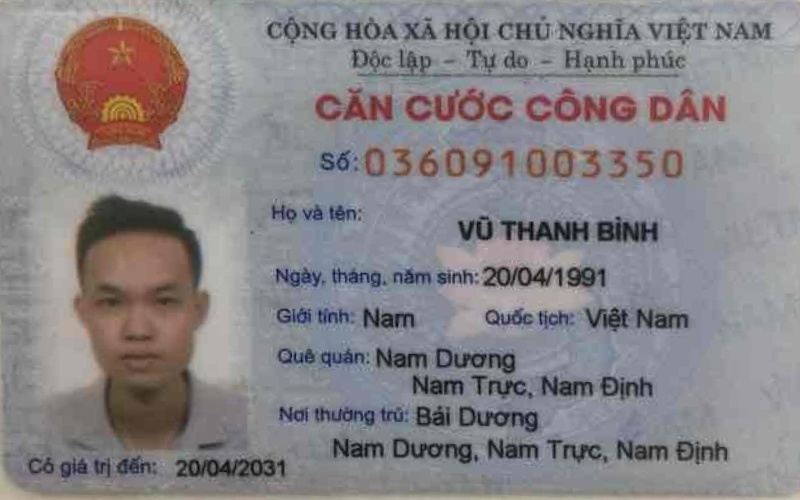 CỘNG HÒA XÃ HỘI CHỦ NGHĨA VIỆT NAM
Độc lập – Tự do – Hạnh phúc
CĂN CƯỚC CÔNG DÂN
Số: 036091003350
Họ và tên:
VŨ THANH BÌNH
Ngày, tháng, năm sinh: 20/04/1991
Giới tính: Nam Quốc tịch: Việt Nam
Quê quán: Nam Dương
Nam Trực, Nam Định
Nơi thường trú: Bái Dương
Nam Dương, Nam Trực, Nam Định
Có giá trị đến: 20/04/2031